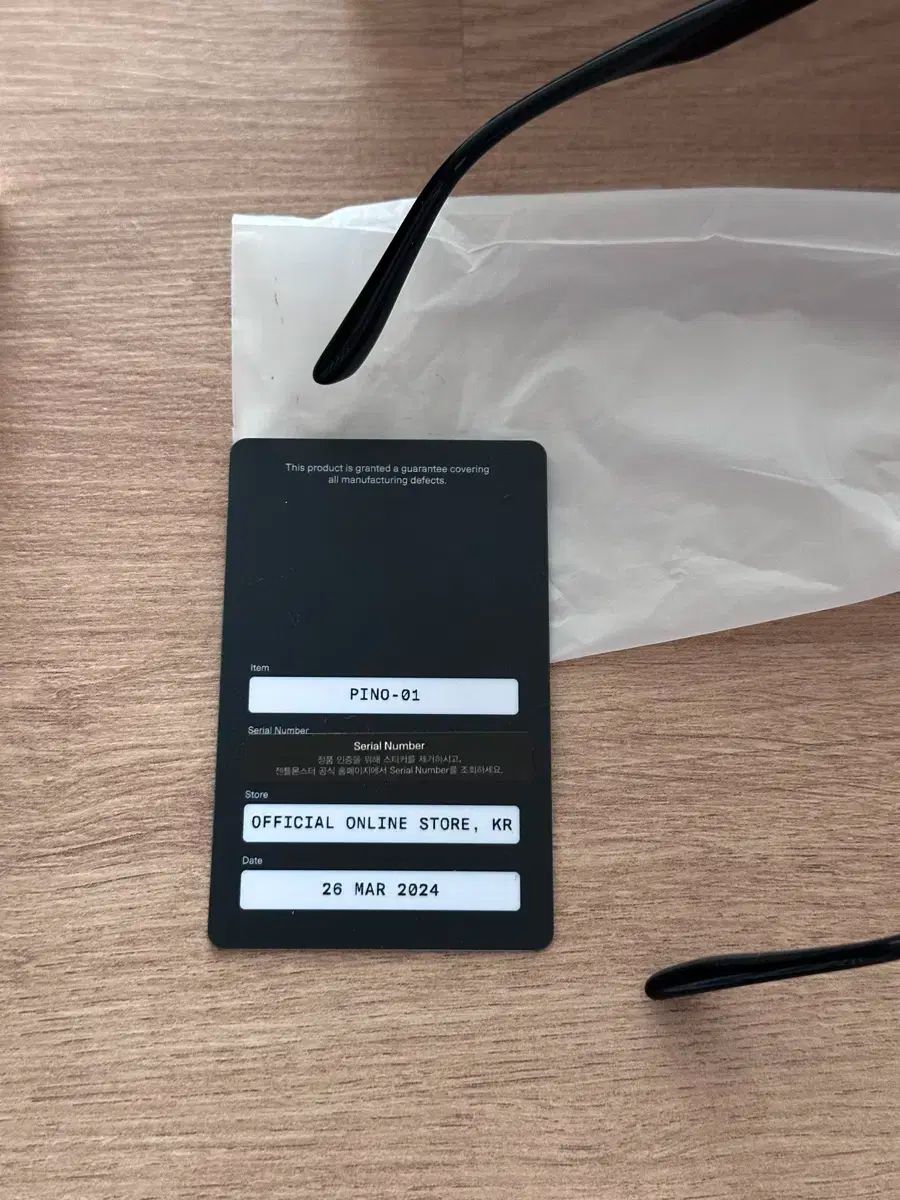 This product is granted a guarantee covering
all manufacturing defects.
Item
PINO-01
Serial Number
Serial Number
정품 인증을 위해 스티커를 제거하시고,
젠틀몬스터 공식 홈페이지에서 Serial Number를 조회하세요.
Store
OFFICIAL ONLINE STORE, KR
Date
26 MAR 2024